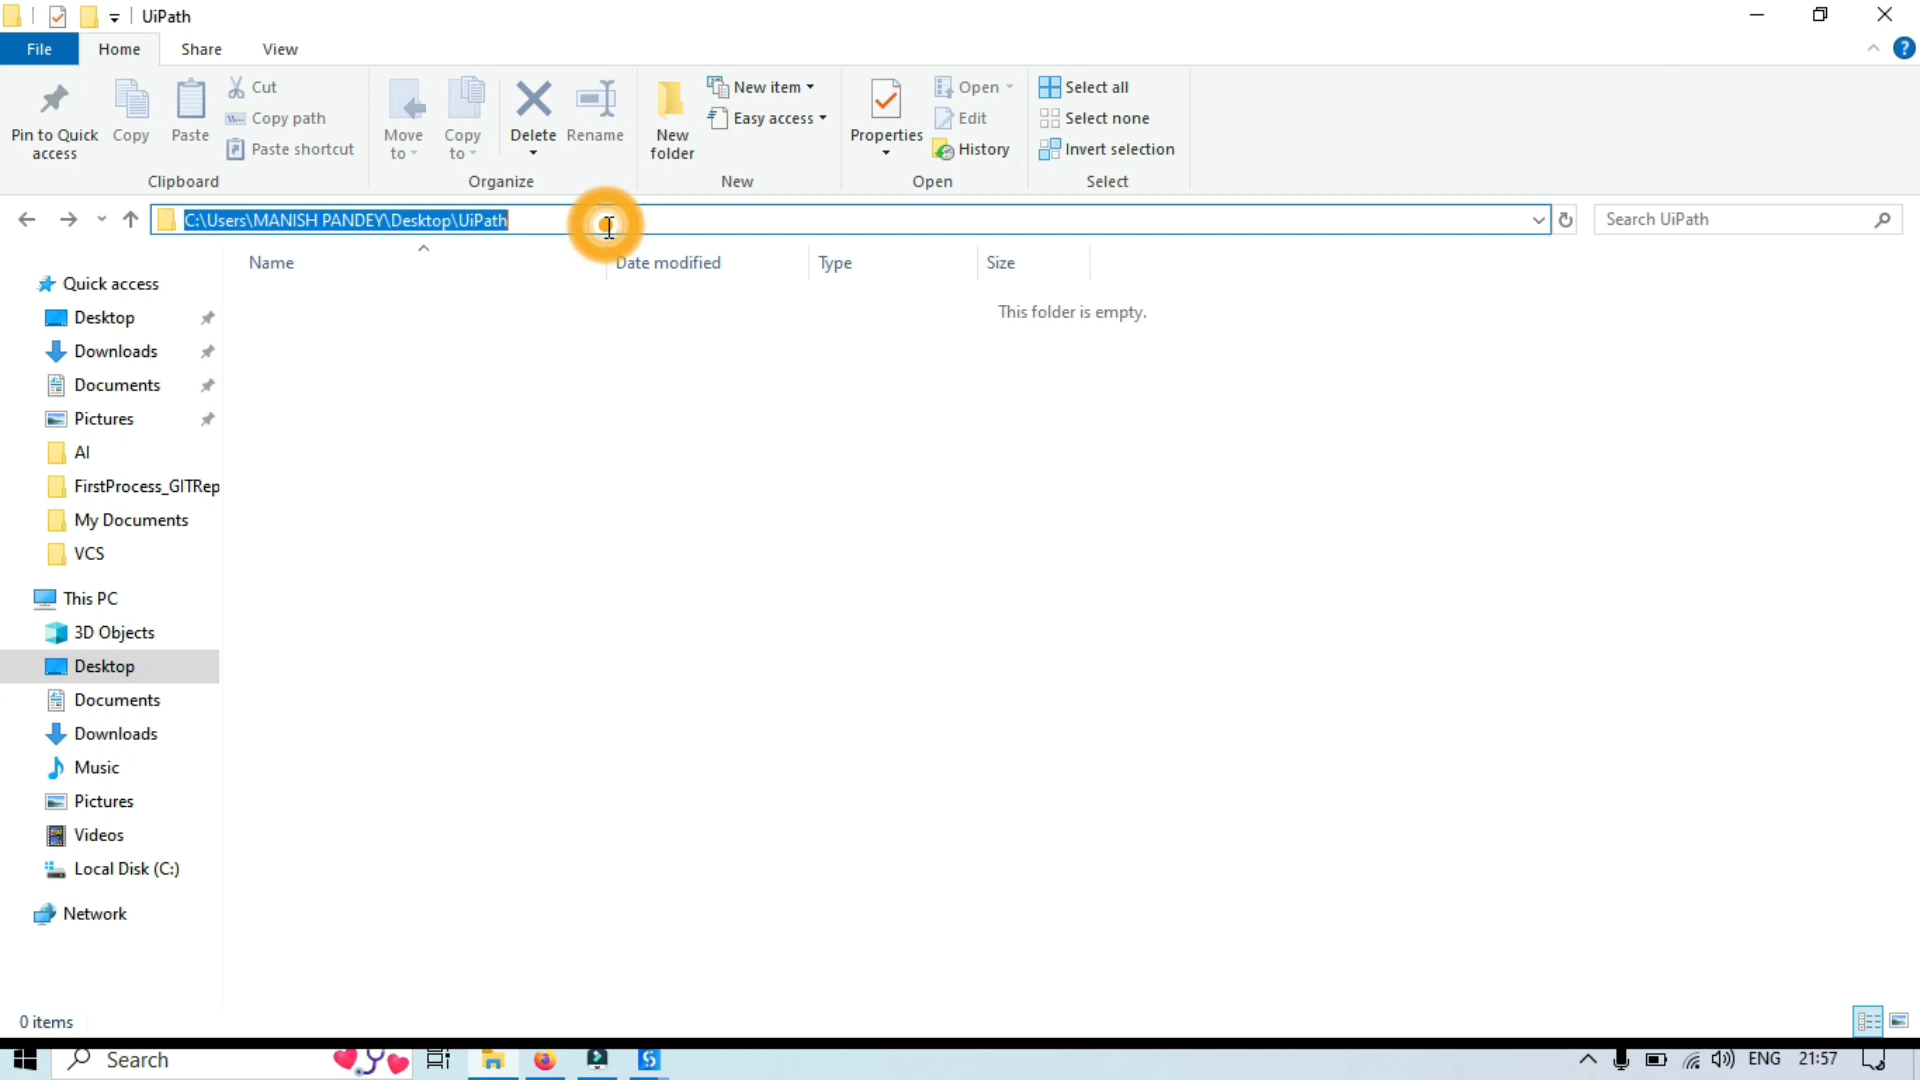 UiPath
File
Home
Share
View
Pin to Quick access
Copy
Paste
Cut
Copy path
Paste shortcut
Clipboard
Move to
Copy to
Delete
Rename
Organize
New folder
New item
Easy access
New
Properties
Open
Edit
History
Open
Select all
Select none
Invert selection
Select
C:\Users\MANISH PANDEY\Desktop\UiPath
Search UiPath
Name
Date modified
Type
Size
This folder is empty.
Quick access
Desktop
Downloads
Documents
Pictures
AI
FirstProcess_GITRep
My Documents
VCS
This PC
3D Objects
Desktop
Documents
Downloads
Music
Pictures
Videos
Local Disk (C:)
Network
0 items
Search
ENG
21:57